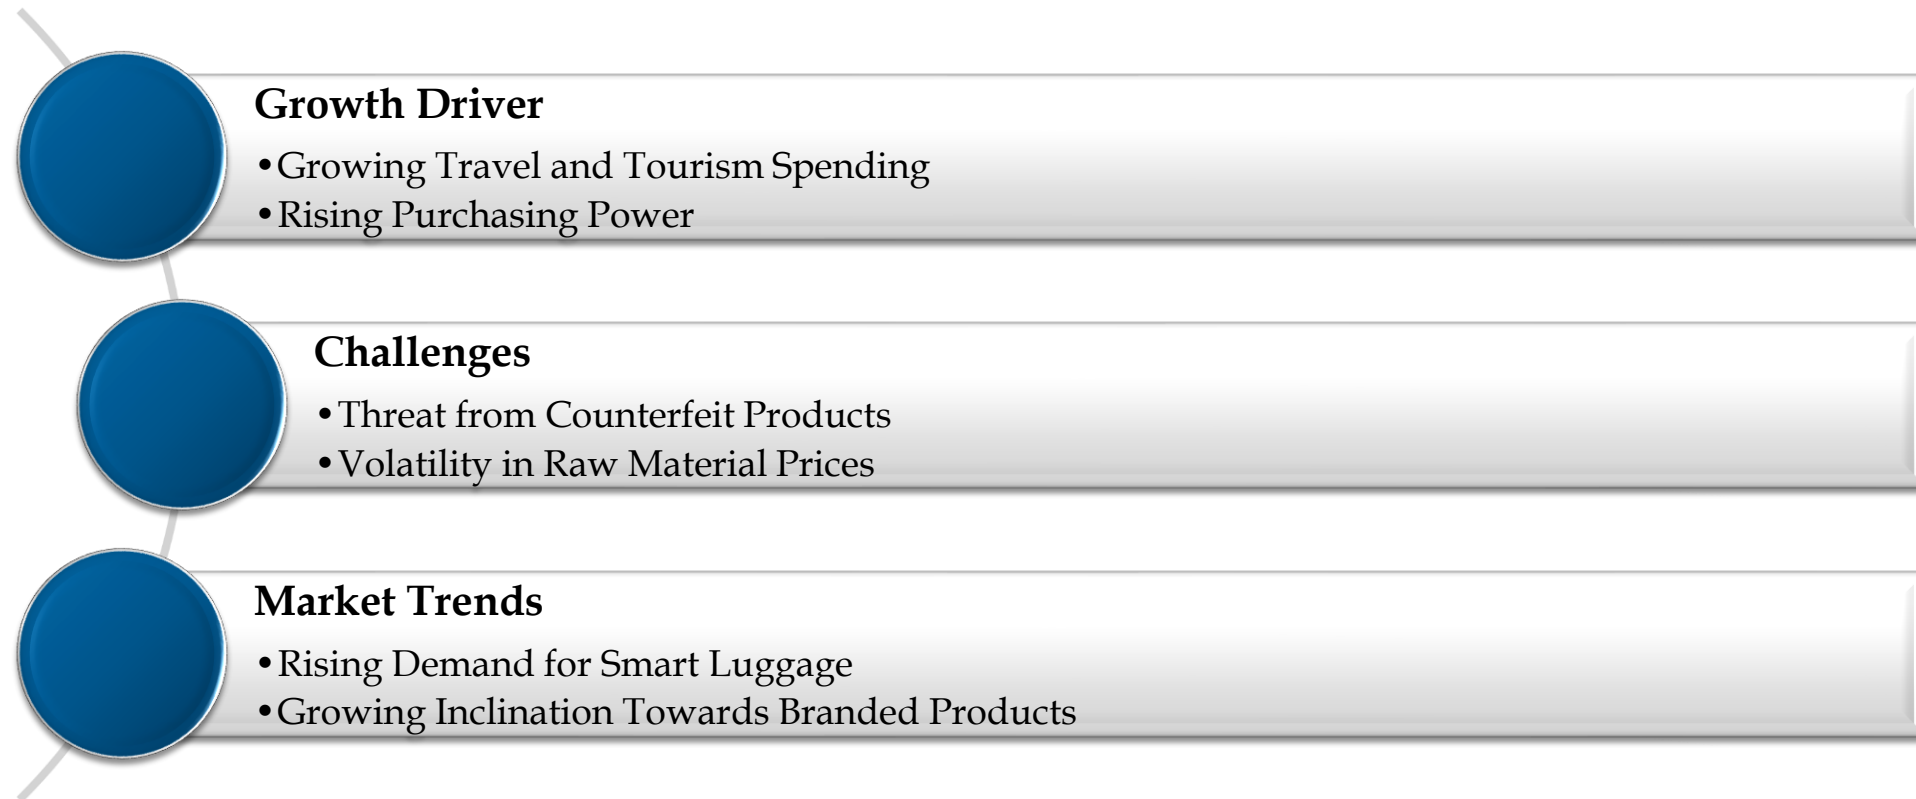 Growth Driver
•Growing Travel and Tourism Spending
•Rising Purchasing Power
Challenges
•Threat from Counterfeit Products
•Volatility in Raw Material Prices
Market Trends
•Rising Demand for Smart Luggage
•Growing Inclination Towards Branded Products